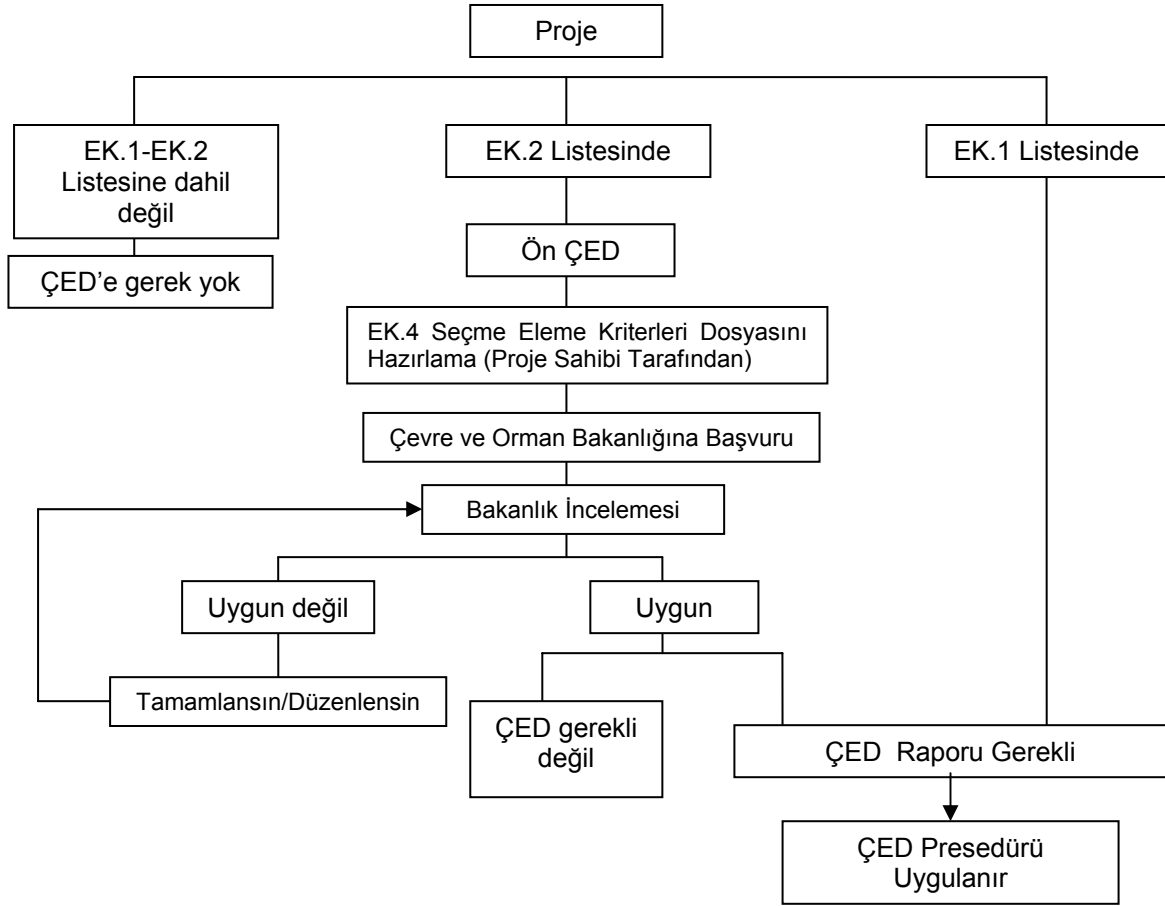 Proje
EK.1-EK.2
Listesine dahil
değil
EK.2 Listesinde
EK.1 Listesinde
ÇED’e gerek yok
Ön ÇED
EK.4 Seçme Eleme Kriterleri Dosyasını
Hazırlama (Proje Sahibi Tarafından)
Çevre ve Orman Bakanlığına Başvuru
Bakanlık İncelemesi
Uygun değil
Uygun
Tamamlansın/Düzenlensin
ÇED gerekli
değil
ÇED Raporu Gerekli
ÇED Presedürü
Uygulanır